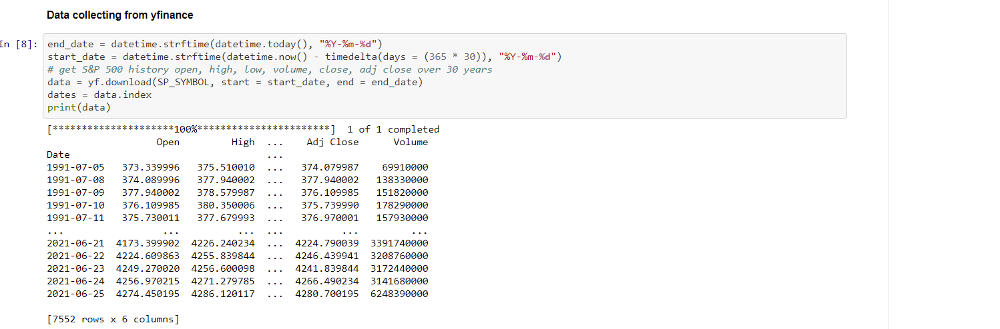 Data collecting from yfinance
In [8]:
end_date = datetime.strftime(datetime.today(), "%Y-%m-%d")
start_date = datetime.strftime(datetime.now() - timedelta(days = (365 * 30)), "%Y-%m-%d")
# get S&P 500 history open, high, low, volume, close, adj close over 30 years
data = yf.download(SP_SYMBOL, start = start_date, end = end_date)
dates = data.index
print(data)
[*********************100%***********************]  1 of 1 completed
                   Open         High  ...    Adj Close      Volume
Date                                  ...
1991-07-05   373.339996   375.510010  ...   374.079987    69910000
1991-07-08   374.089996   377.940002  ...   377.940002   138330000
1991-07-09   377.940002   378.579987  ...   376.109985   151820000
1991-07-10   376.109985   380.350006  ...   375.739990   178290000
1991-07-11   375.730011   377.679993  ...   376.970001   157930000
...                 ...          ...  ...          ...         ...
2021-06-21  4173.399902  4226.240234  ...  4224.790039  3391740000
2021-06-22  4224.609863  4255.839844  ...  4246.439941  3208760000
2021-06-23  4249.270020  4256.600098  ...  4241.839844  3172440000
2021-06-24  4256.970215  4271.279785  ...  4266.490234  3141680000
2021-06-25  4274.450195  4286.120117  ...  4280.700195  6248390000
[7552 rows x 6 columns]